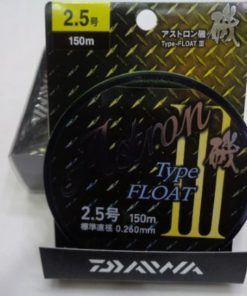 2.5号
150m
アストロン磯
Type-FLOAT III
磯
Astron 磯
Type
FLOAT
III
2.5号 150m
標準直径 0.260mm
DAIWA